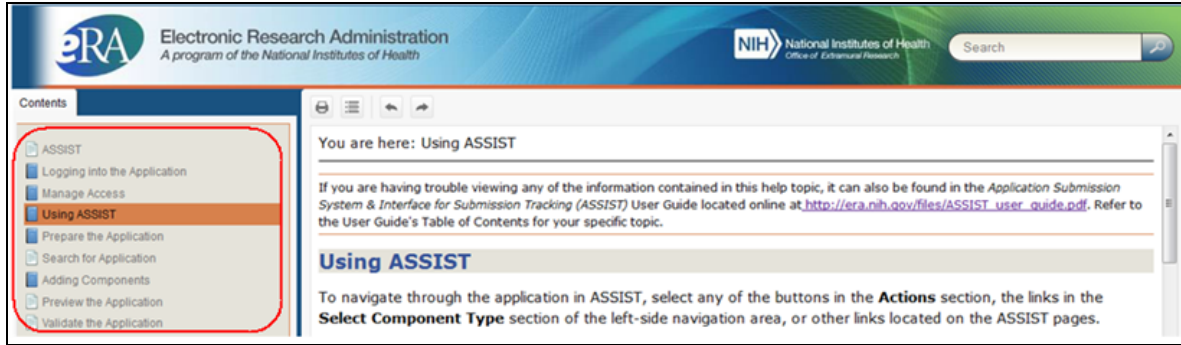 eRA
Electronic Research Administration
A program of the National Institutes of Health
NIH
National Institutes of Health
Office of Extramural Research
Search
Contents
ASSIST
Logging into the Application
Manage Access
Using ASSIST
Prepare the Application
Search for Application
Adding Components
Preview the Application
Validate the Application
You are here: Using ASSIST
If you are having trouble viewing any of the information contained in this help topic, it can also be found in the Application Submission
System & Interface for Submission Tracking (ASSIST) User Guide located online at http://era.nih.gov/files/ASSIST_user_guide.pdf. Refer to
the User Guide's Table of Contents for your specific topic.
Using ASSIST
To navigate through the application in ASSIST, select any of the buttons in the Actions section, the links in the
Select Component Type section of the left-side navigation area, or other links located on the ASSIST pages.